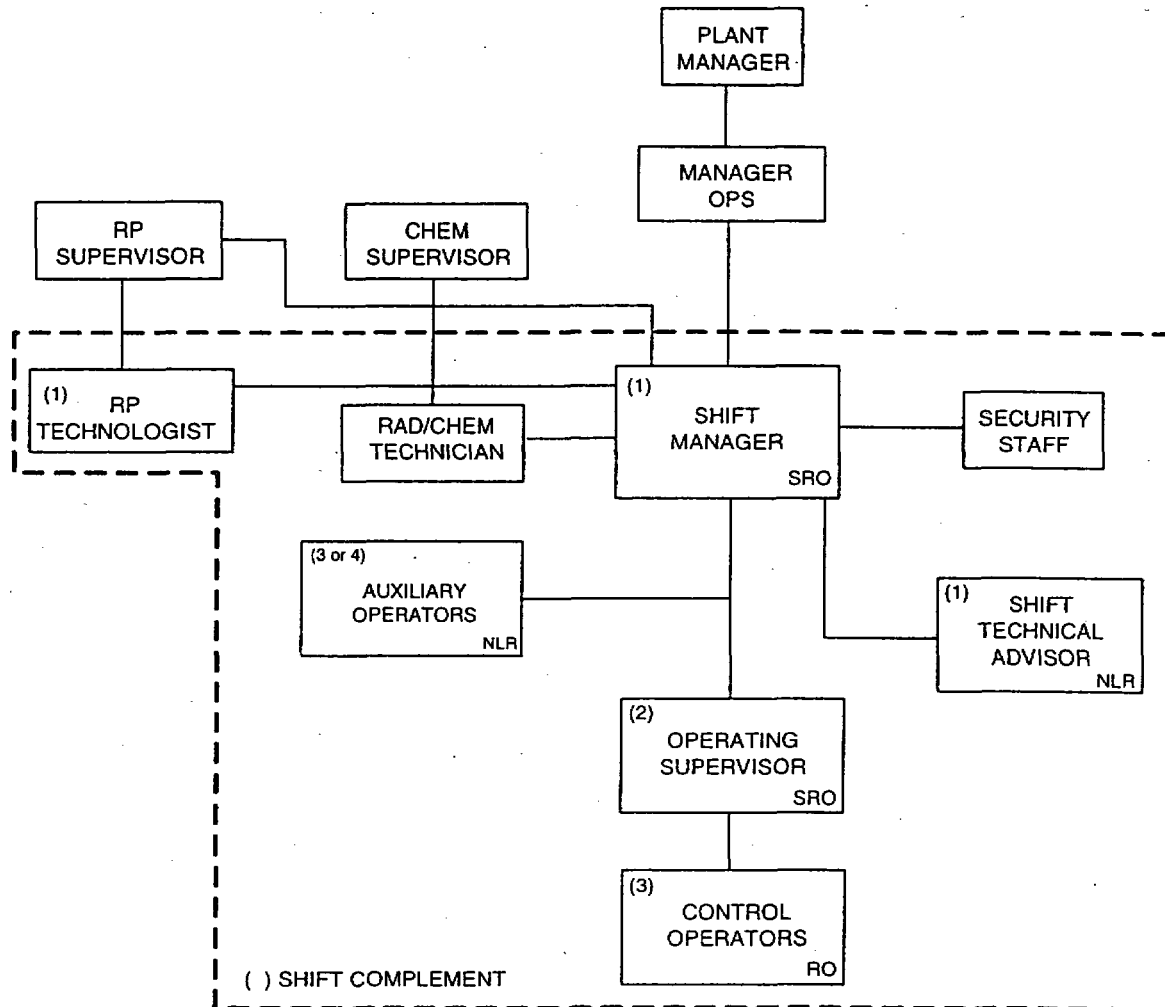 PLANT
MANAGER
MANAGER
OPS
RP
SUPERVISOR
CHEM
SUPERVISOR
(1)
RP
TECHNOLOGIST
RAD/CHEM
TECHNICIAN
(1)
SHIFT
MANAGER
SRO
SECURITY
STAFF
(3 or 4)
AUXILIARY
OPERATORS
NLR
(1)
SHIFT
TECHNICAL
ADVISOR
NLR
(2)
OPERATING
SUPERVISOR
SRO
(3)
CONTROL
OPERATORS
RO
( ) SHIFT COMPLEMENT